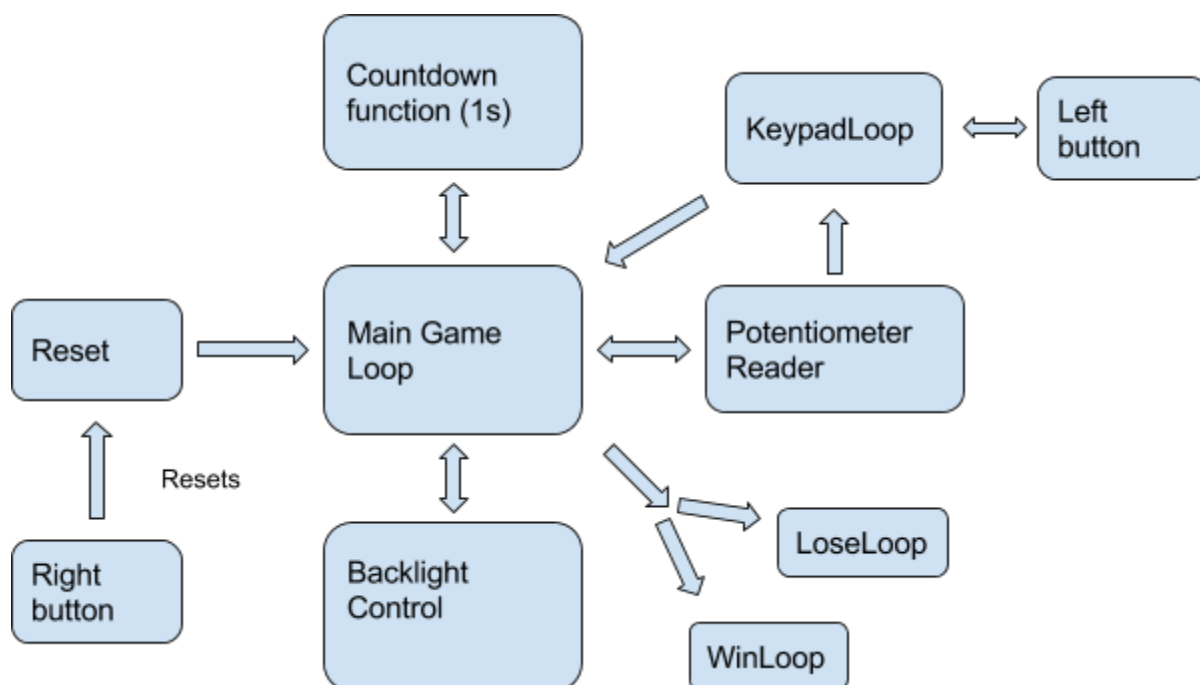 Countdown
function (1s)
KeypadLoop
Left
button
Reset
Main Game
Loop
Potentiometer
Reader
Resets
Right
button
Backlight
Control
LoseLoop
WinLoop